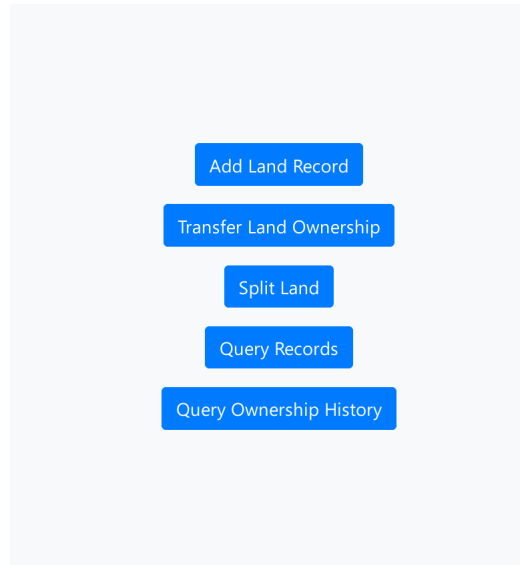 Add Land Record
Transfer Land Ownership
Split Land
Query Records
Query Ownership History